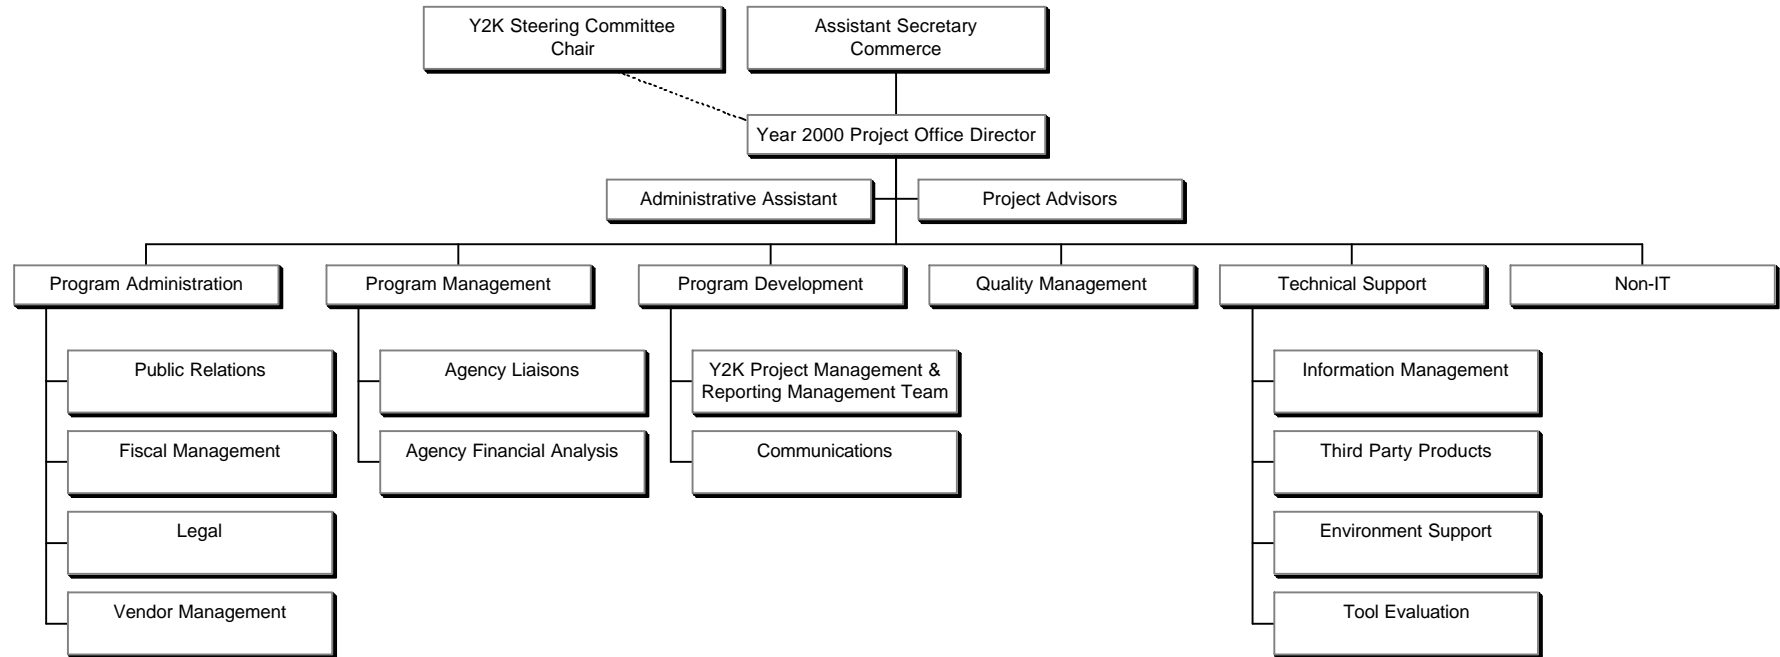 Y2K Steering Committee
Chair
Assistant Secretary
Commerce
Year 2000 Project Office Director
Administrative Assistant
Project Advisors
Program Administration
Program Management
Program Development
Quality Management
Technical Support
Non-IT
Public Relations
Agency Liaisons
Y2K Project Management &
Reporting Management Team
Information Management
Fiscal Management
Agency Financial Analysis
Communications
Third Party Products
Legal
Environment Support
Vendor Management
Tool Evaluation